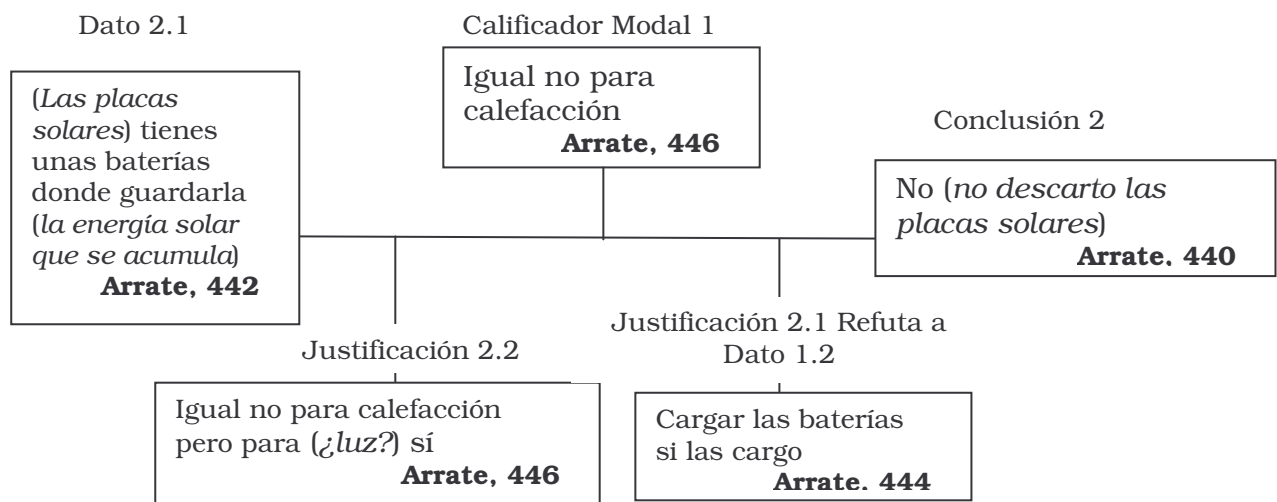 Dato 2.1
(Las placas
solares) tienes
unas baterías
donde guardarla
(la energía solar
que se acumula)
Arrate, 442
Calificador Modal 1
Igual no para
calefacción
Arrate, 446
Conclusión 2
No (no descarto las
placas solares)
Arrate. 440
Justificación 2.2
Igual no para calefacción
pero para (¿luz?) sí
Arrate, 446
Justificación 2.1 Refuta a
Dato 1.2
Cargar las baterías
si las cargo
Arrate. 444